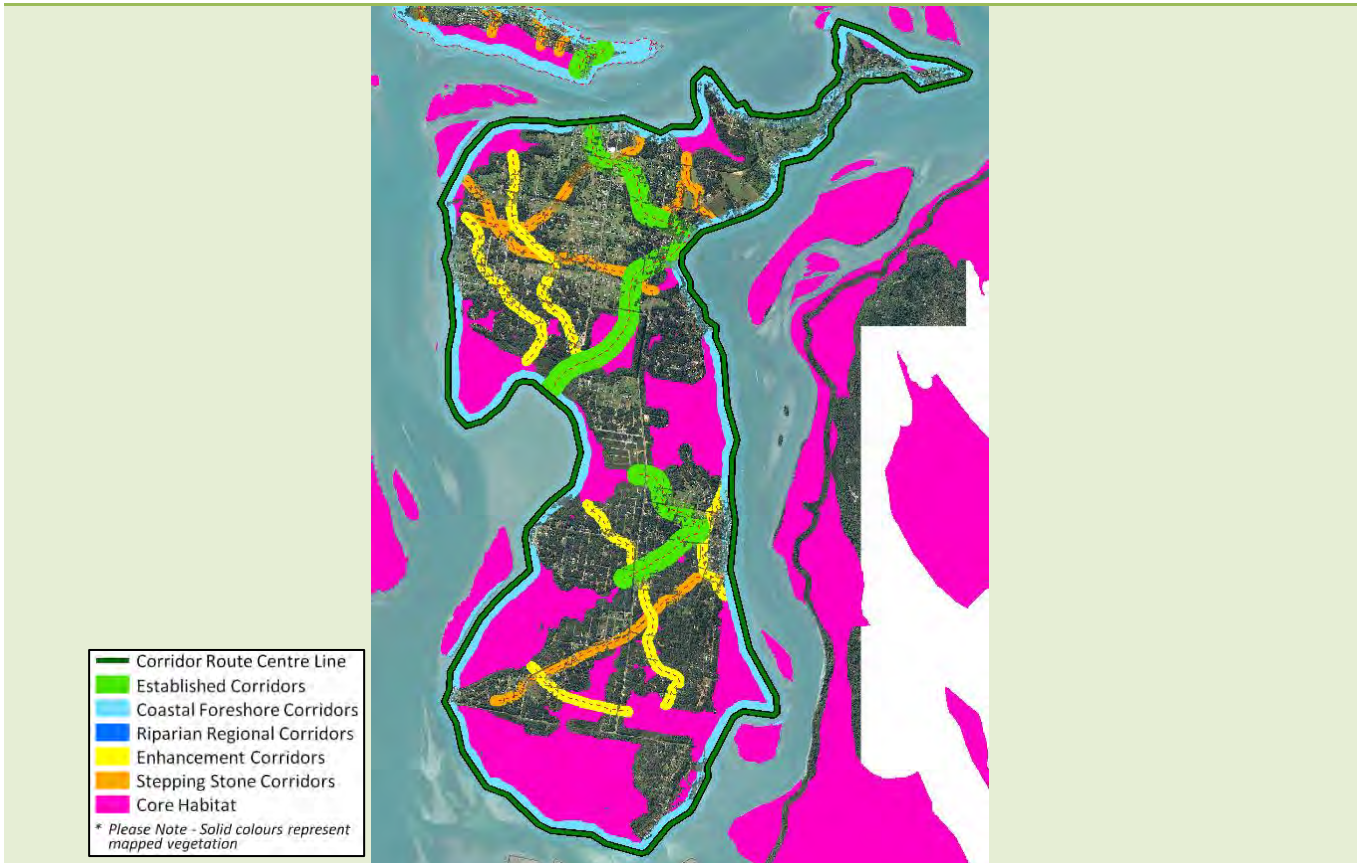 Corridor Route Centre Line
Established Corridors
Coastal Foreshore Corridors
Riparian Regional Corridors
Enhancement Corridors
Stepping Stone Corridors
Core Habitat
* Please Note - Solid colours represent
mapped vegetation